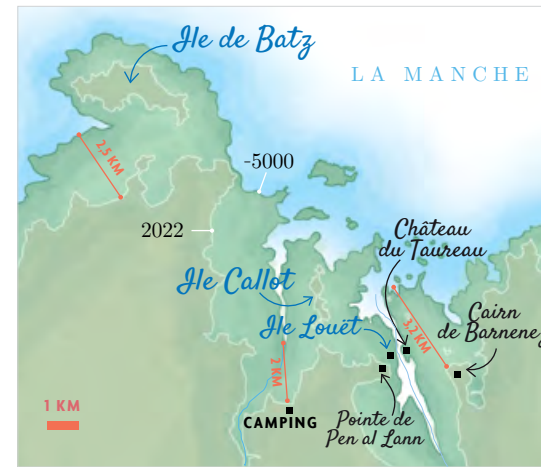 Ile de Batz
LA MANCHE
2,5 KM
-5000
2022
Château
du Taureau
Ile Callot
Ile Louët
3,2 KM
Cairn
de Barnenez
2 KM
1 KM
CAMPING
Pointe de
Pen al Lann